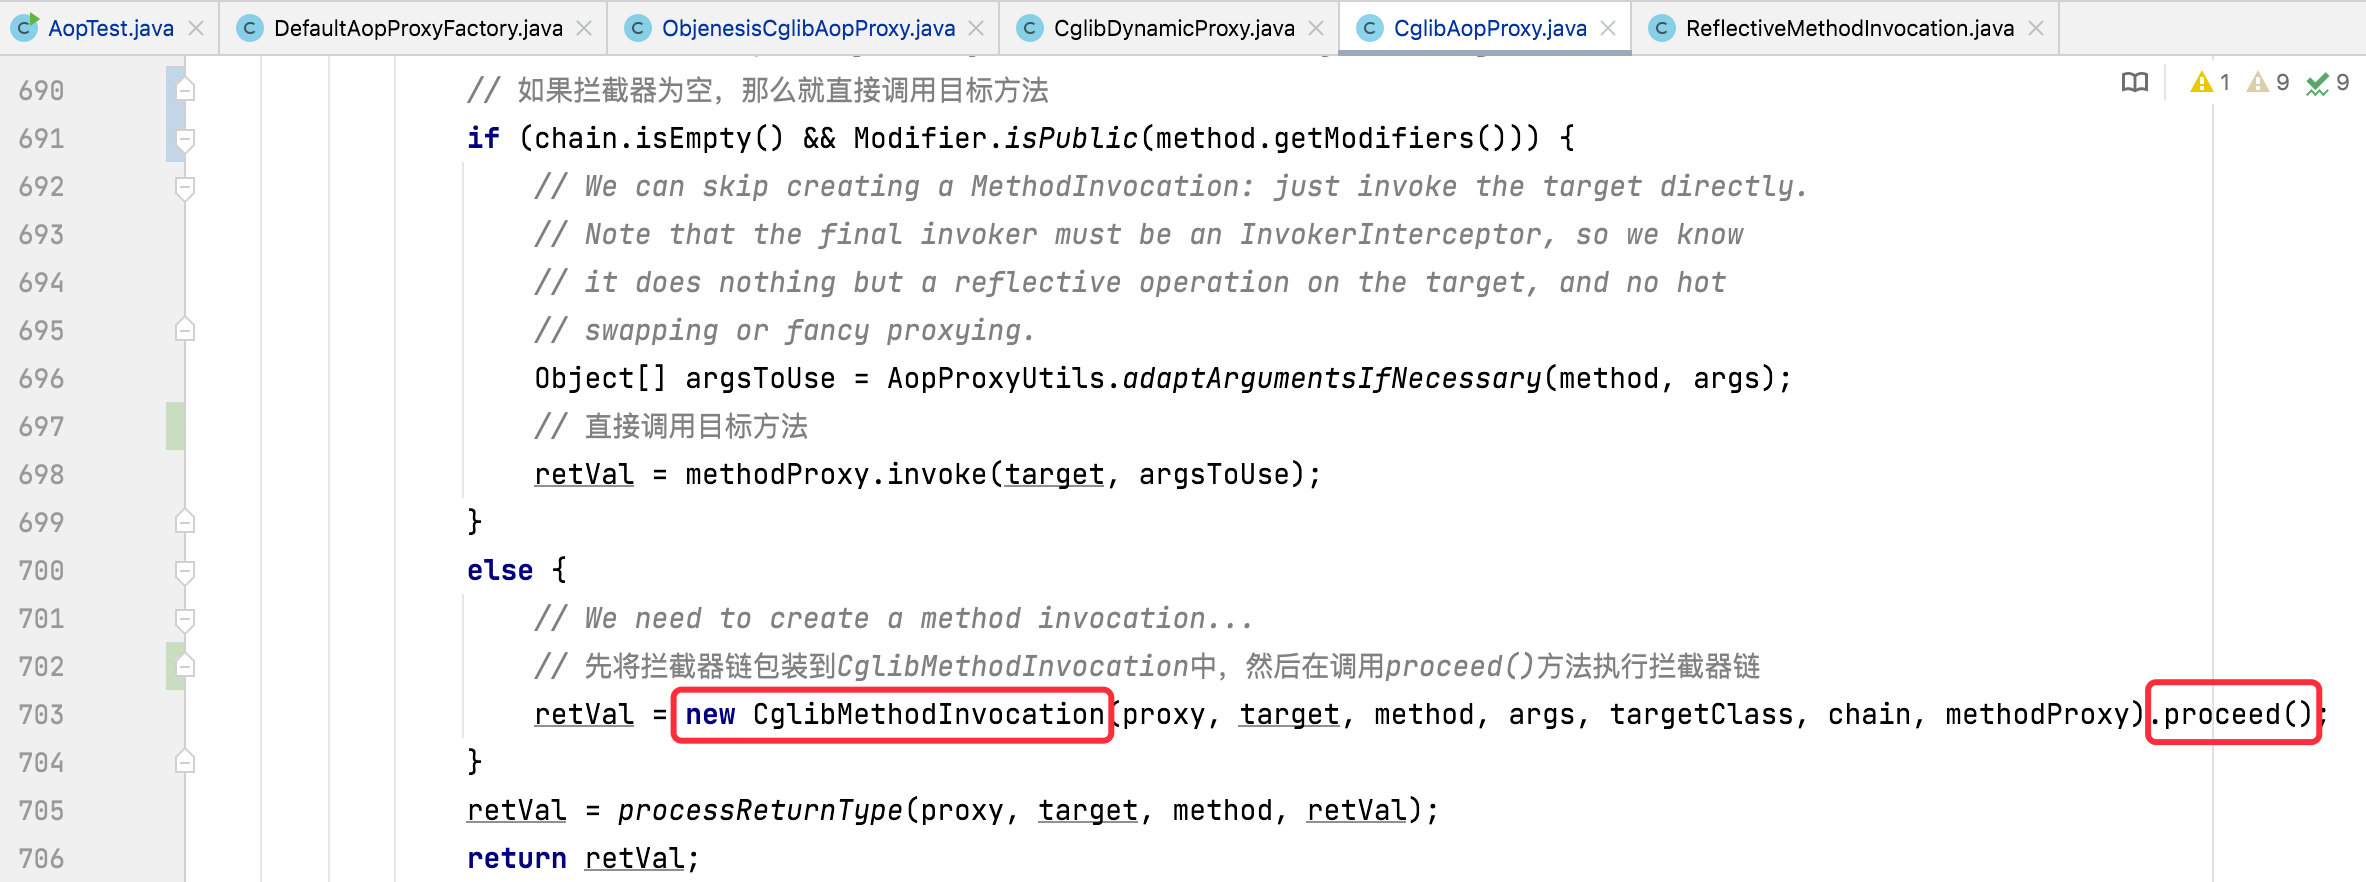 AopTest.java DefaultAopProxyFactory.java ObjenesisCglibAopProxy.java CglibDynamicProxy.java CglibAopProxy.java ReflectiveMethodInvocation.java
1 9 9
690 // 如果拦截器为空，那么就直接调用目标方法
691 if (chain.isEmpty() && Modifier.isPublic(method.getModifiers())) {
692 // We can skip creating a MethodInvocation: just invoke the target directly.
693 // Note that the final invoker must be an InvokerInterceptor, so we know
694 // it does nothing but a reflective operation on the target, and no hot
695 // swapping or fancy proxying.
696 Object[] argsToUse = AopProxyUtils.adaptArgumentsIfNecessary(method, args);
697 // 直接调用目标方法
698 retVal = methodProxy.invoke(target, argsToUse);
699 }
700 else {
701 // We need to create a method invocation...
702 // 先将拦截器链包装到CglibMethodInvocation中，然后在调用proceed()方法执行拦截器链
703 retVal = new CglibMethodInvocation(proxy, target, method, args, targetClass, chain, methodProxy).proceed();
704 }
705 retVal = processReturnType(proxy, target, method, retVal);
706 return retVal;